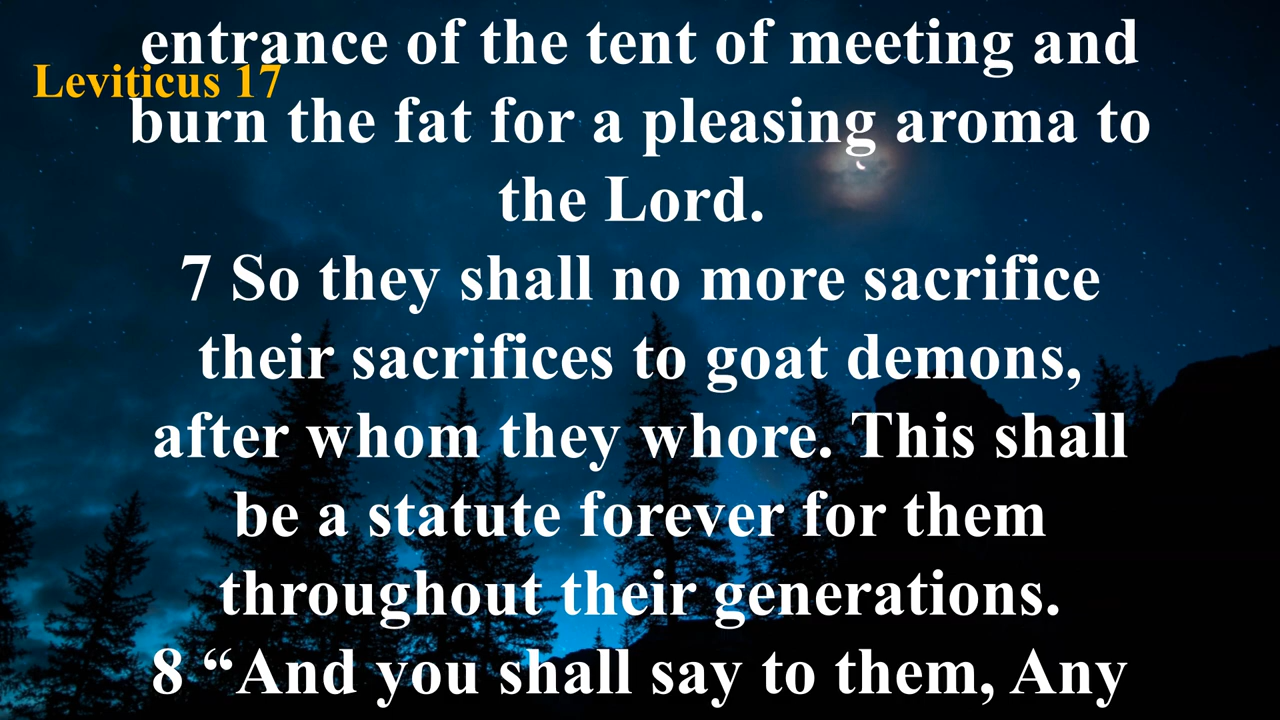 entrance of the tent of meeting and
Leviticus 17
burn the fat for a pleasing aroma to
the Lord.
7 So they shall no more sacrifice
their sacrifices to goat demons,
after whom they whore. This shall
be a statute forever for them
throughout their generations.
8 “And you shall say to them, Any